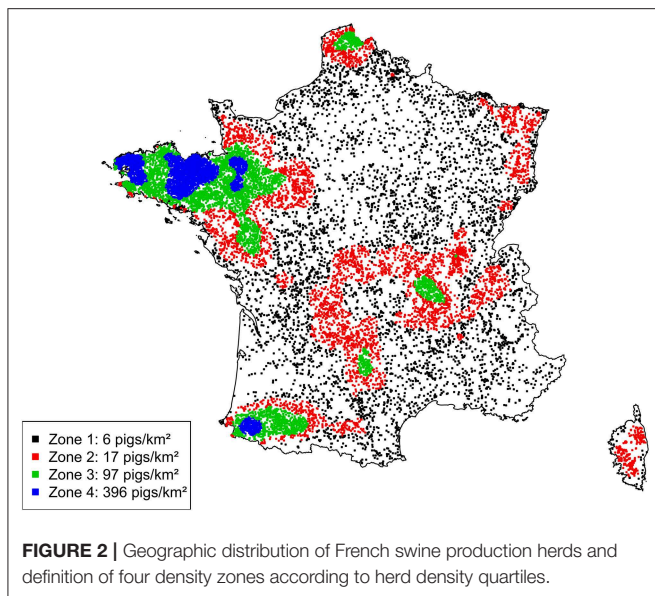 Zone 1: 6 pigs/km²
Zone 2: 17 pigs/km²
Zone 3: 97 pigs/km²
Zone 4: 396 pigs/km²
FIGURE 2 | Geographic distribution of French swine production herds and
definition of four density zones according to herd density quartiles.